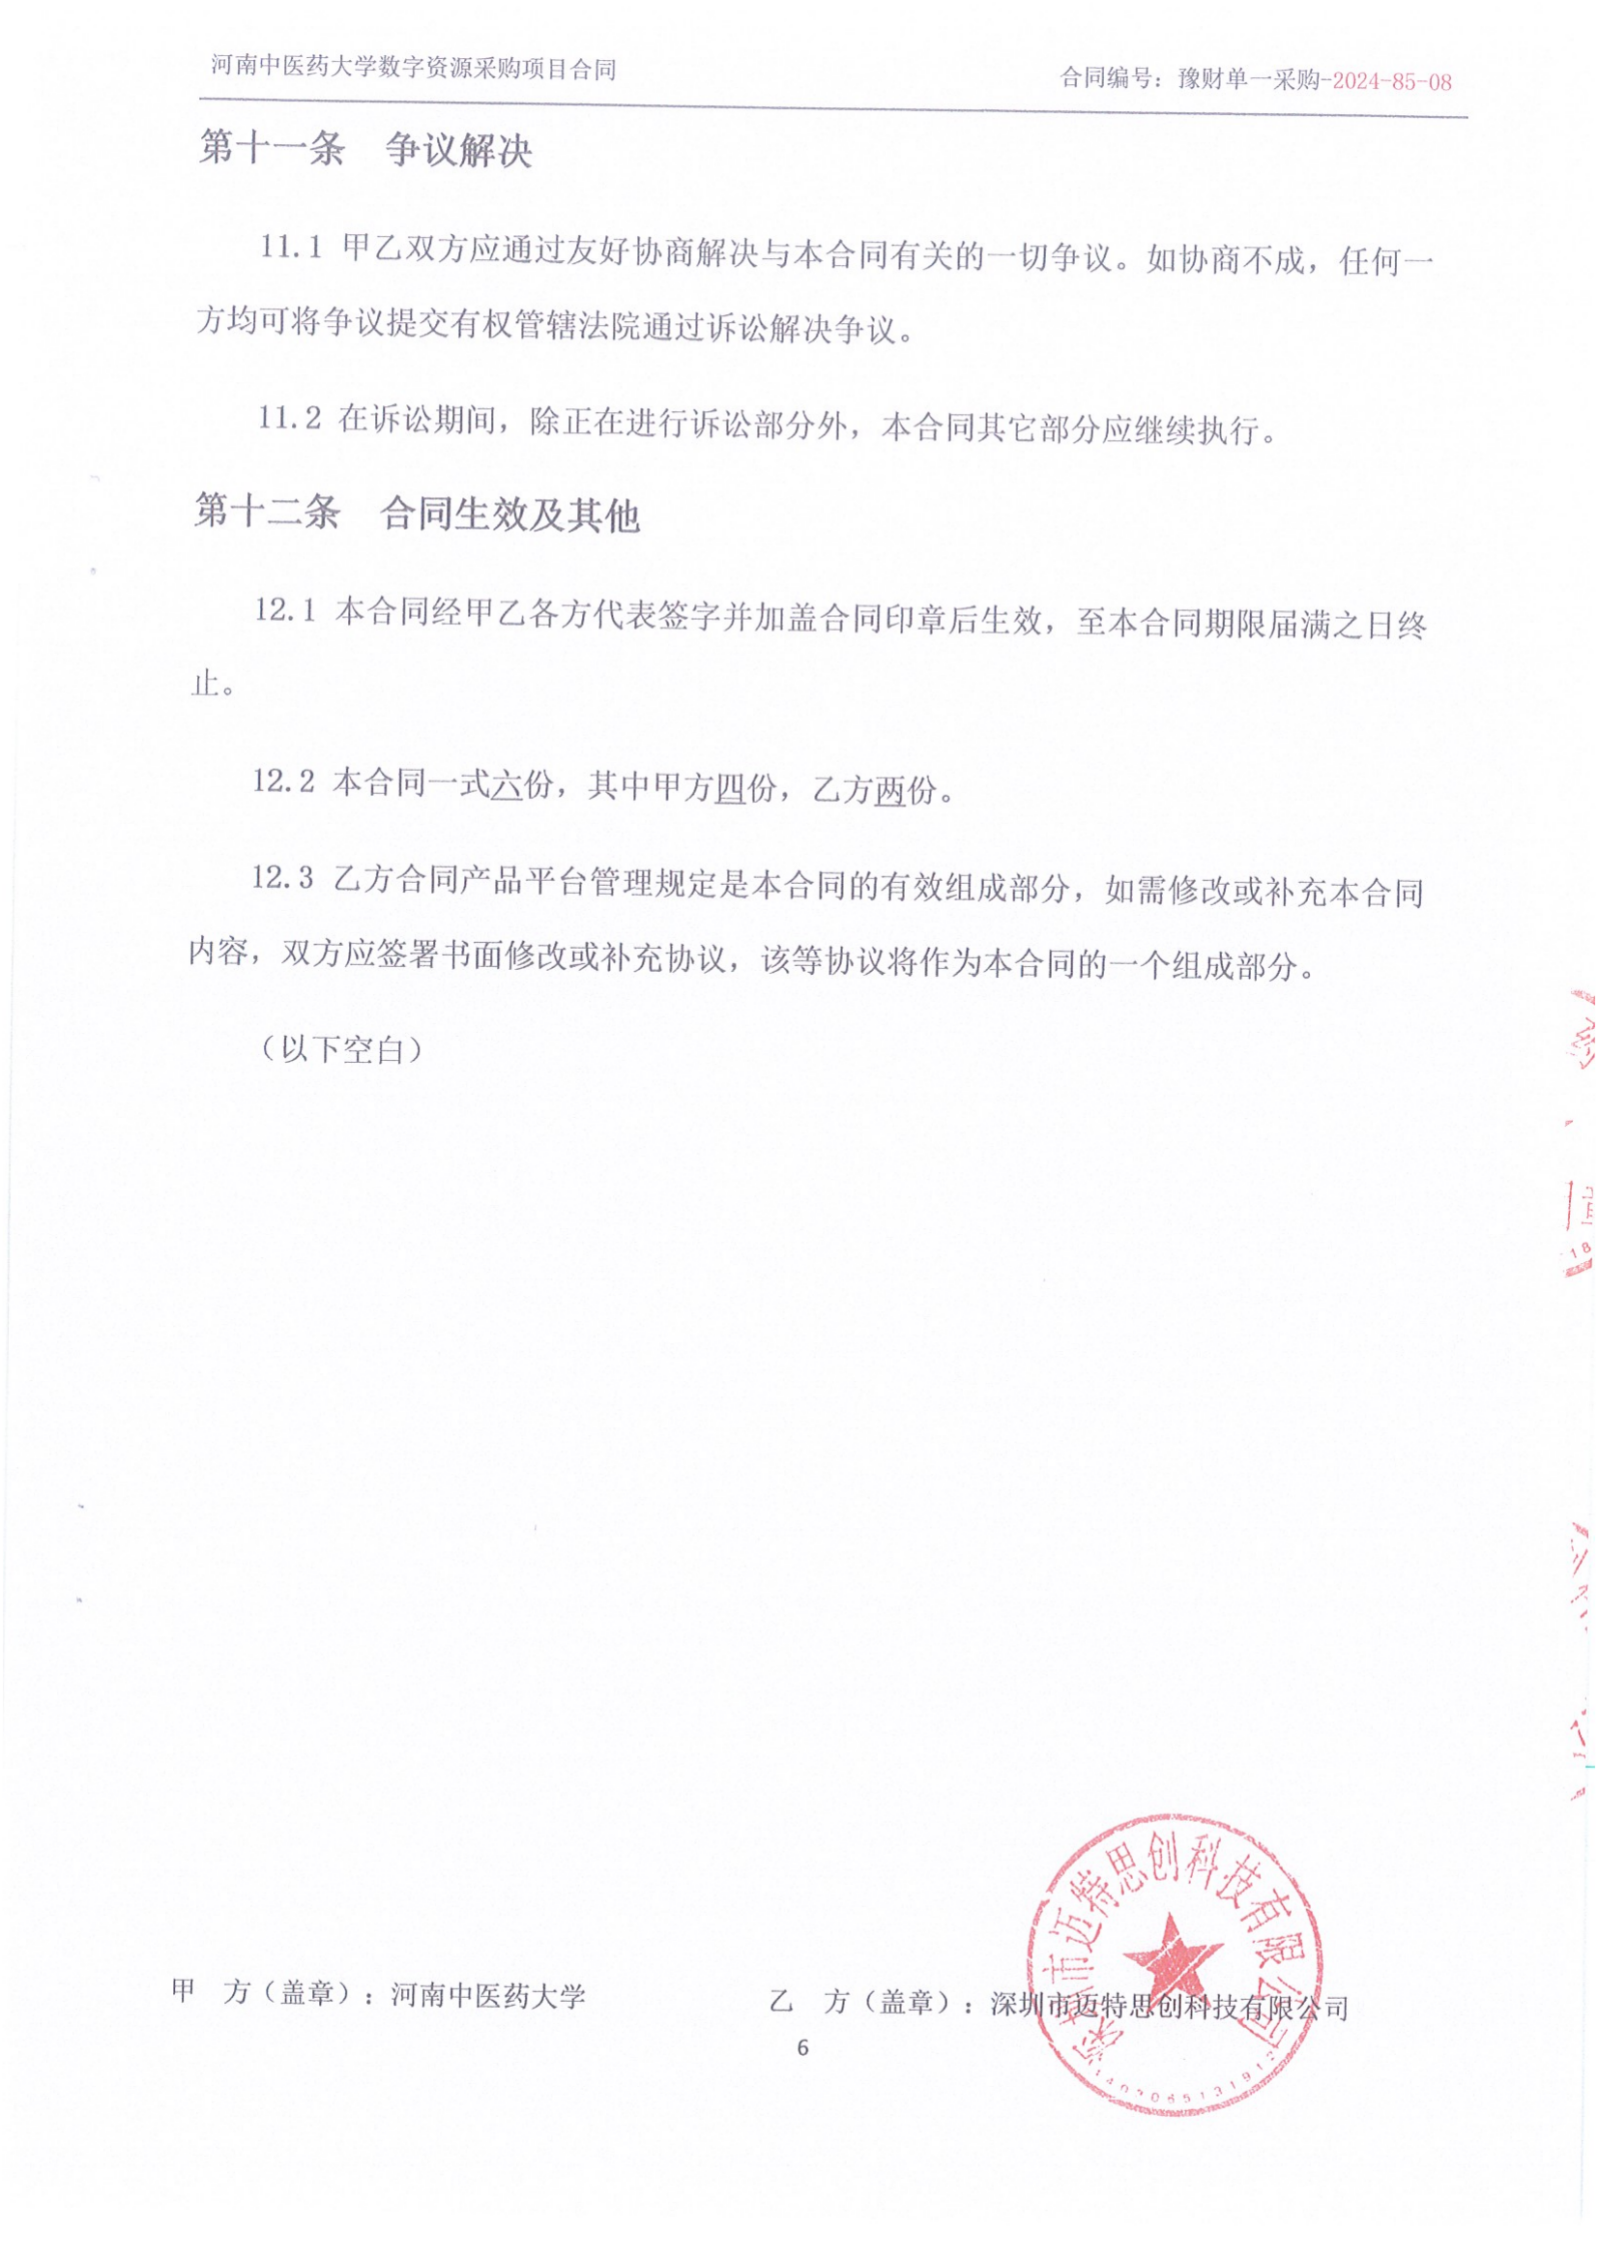 河南中医药大学数字资源采购项目合同
合同编号：豫财单一采购-2024-85-08
第十一条 争议解决
11.1 甲乙双方应通过友好协商解决与本合同有关的一切争议。如协商不成，任何一
方均可将争议提交有权管辖法院通过诉讼解决争议。
11.2 在诉讼期间，除正在进行诉讼部分外，本合同其它部分应继续执行。
第十二条 合同生效及其他
12.1 本合同经甲乙各方代表签字并加盖合同印章后生效，至本合同期限届满之日终
止。
12.2 本合同一式六份，其中甲方四份，乙方两份。
12.3 乙方合同产品平台管理规定是本合同的有效组成部分，如需修改或补充本合同
内容，双方应签署书面修改或补充协议，该等协议将作为本合同的一个组成部分。
（以下空白）
深圳市迈特思创科技有限公司
甲 方（盖章）：河南中医药大学
乙 方（盖章）：深圳市迈特思创科技有限公司
6